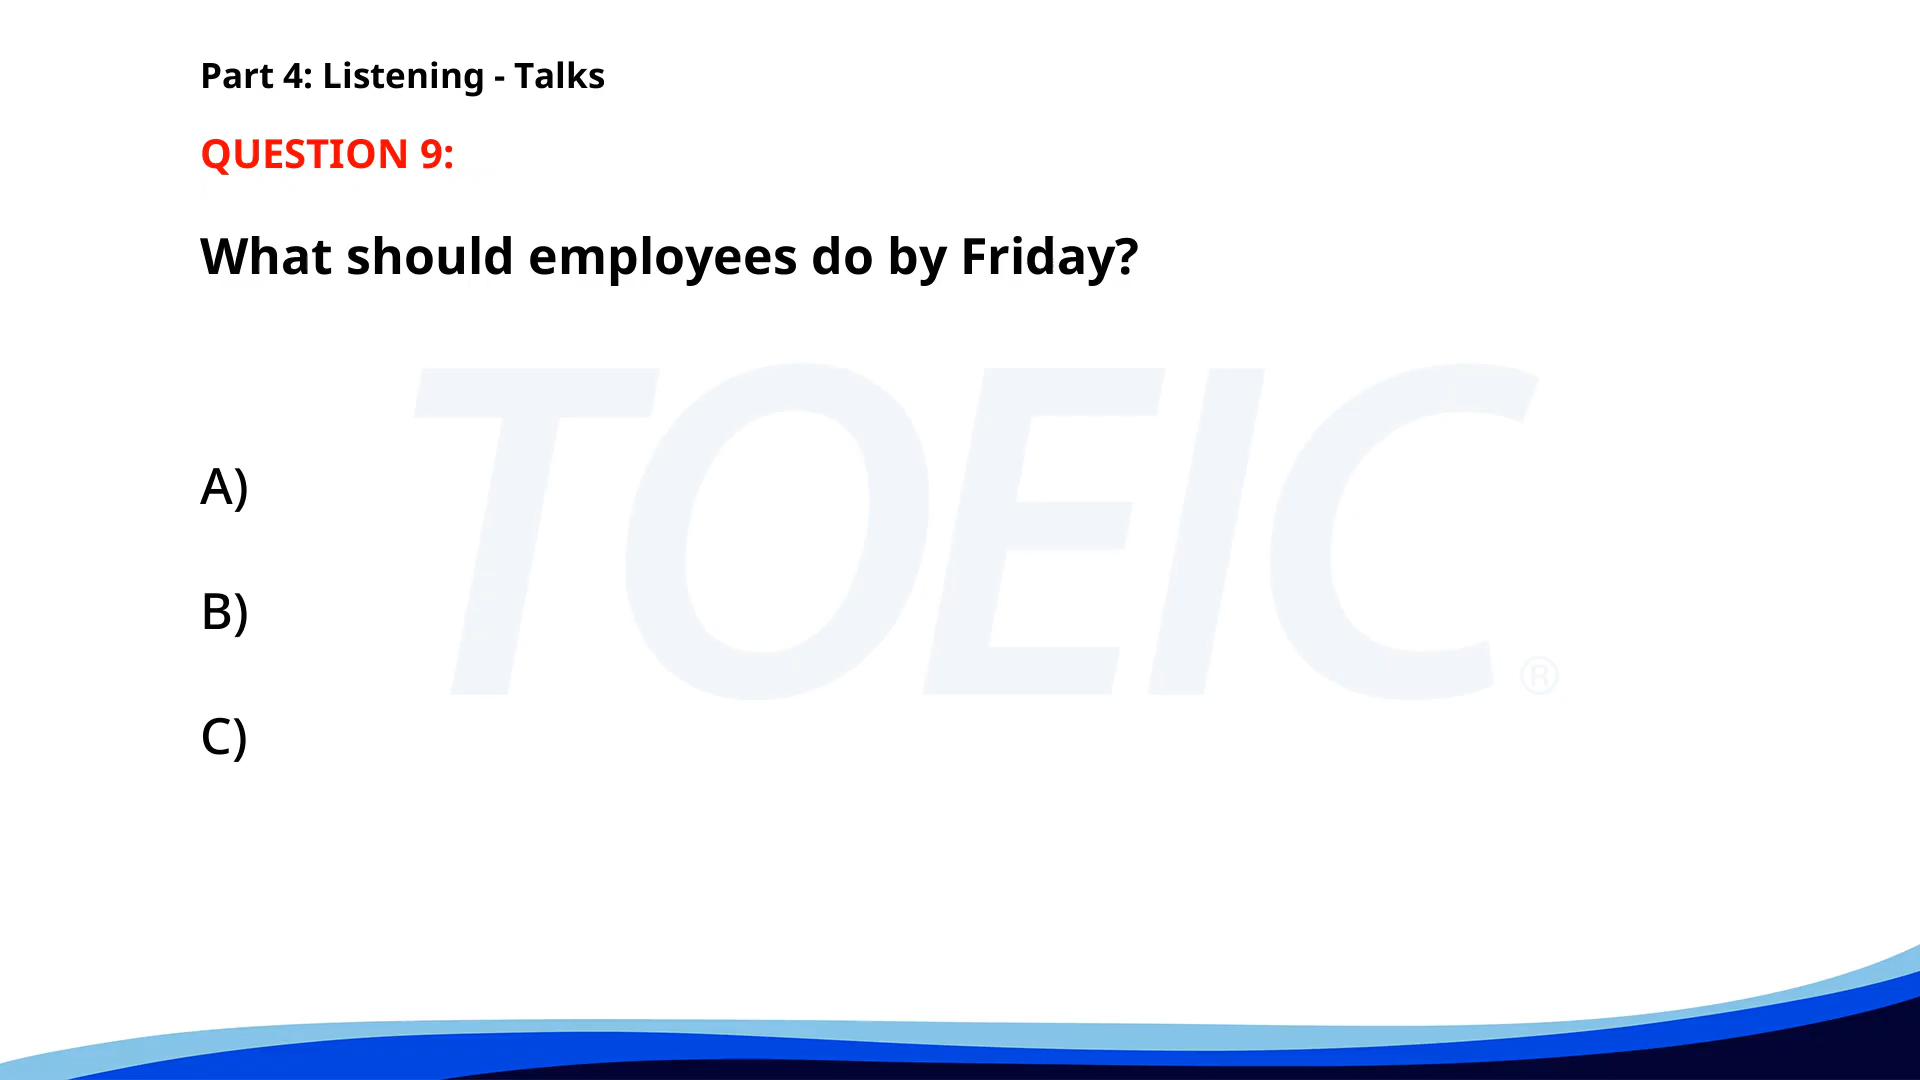 Part 4: Listening - Talks
QUESTION 9:
What should employees do by Friday?
TOEIC®
A)
B)
C)